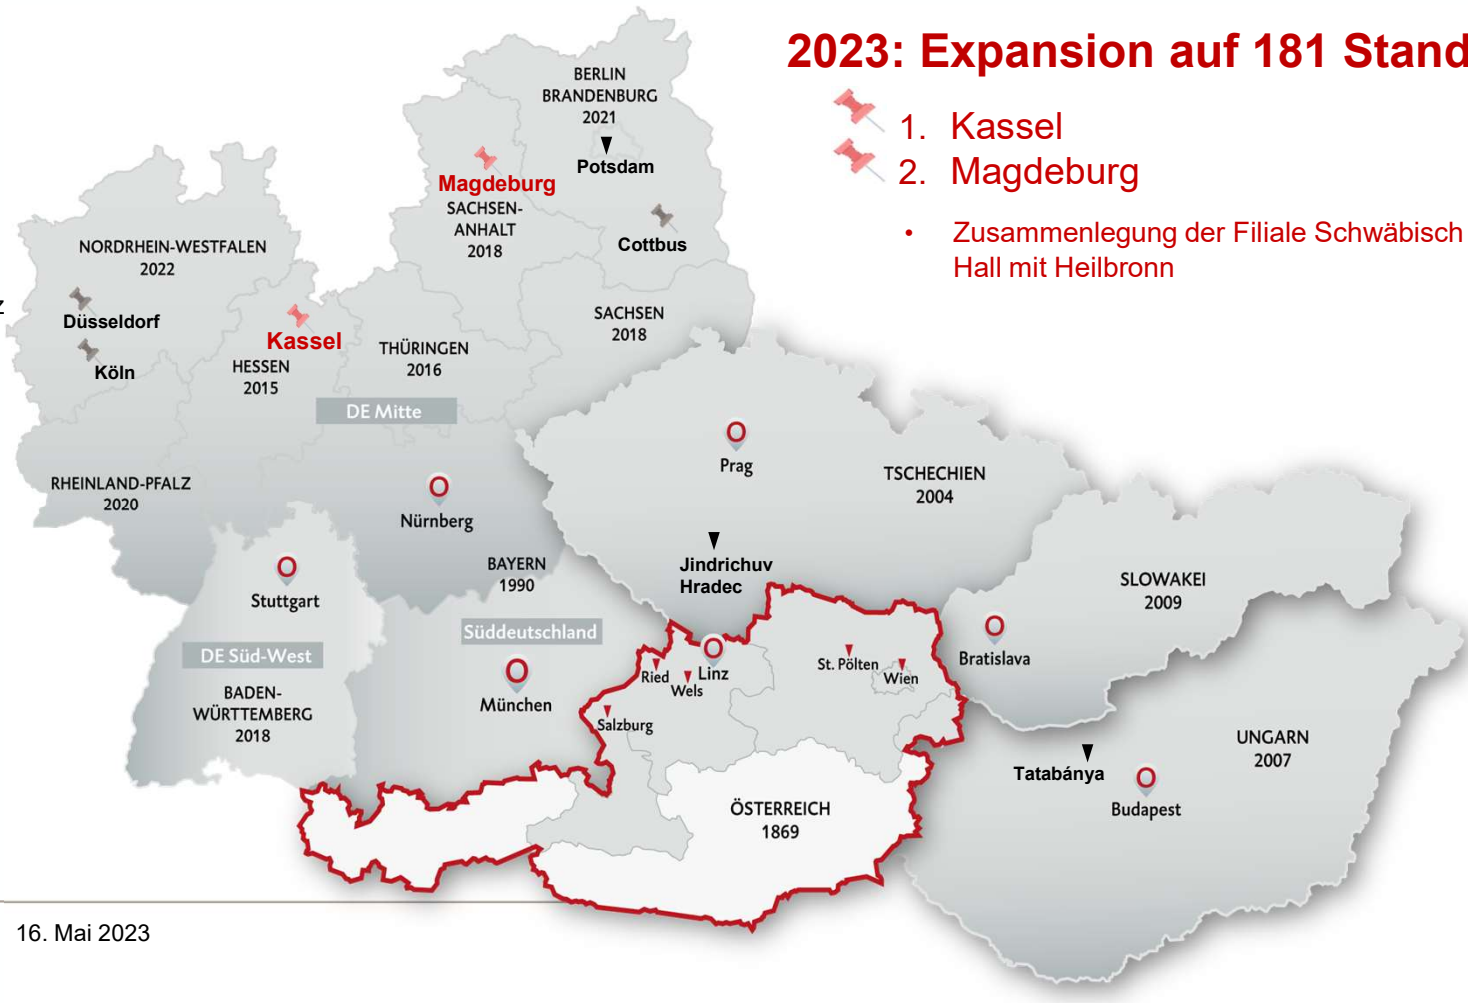 2023: Expansion auf 181 Stand
1. Kassel
2. Magdeburg
• Zusammenlegung der Filiale Schwäbisch
Hall mit Heilbronn
BERLIN
BRANDENBURG
2021
Potsdam
Magdeburg
SACHSEN-
ANHALT
2018
Cottbus
NORDRHEIN-WESTFALEN
2022
z
Düsseldorf
Köln
Kassel
HESSEN
2015
THÜRINGEN
2016
SACHSEN
2018
DE Mitte
RHEINLAND-PFALZ
2020
Nürnberg
Prag
TSCHECHIEN
2004
Jindrichuv
Hradec
BAYERN
1990
Stuttgart
Süddeutschland
DE Süd-West
BADEN-
WÜRTTEMBERG
2018
München
SLOWAKEI
2009
Bratislava
Ried
Wels
Linz
St. Pölten
Wien
Salzburg
UNGARN
2007
Tatabánya
Budapest
ÖSTERREICH
1869
16. Mai 2023